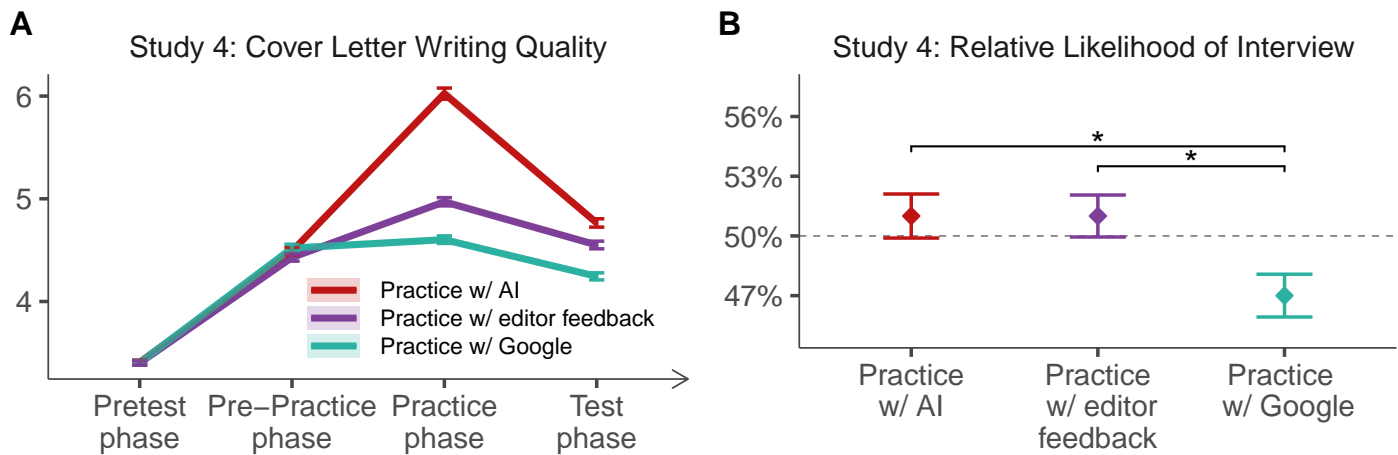 A
Study 4: Cover Letter Writing Quality
6
5
4
Practice w/ AI
Practice w/ editor feedback
Practice w/ Google
Pretest
phase
Pre−Practice
phase
Practice
phase
Test
phase
B
Study 4: Relative Likelihood of Interview
56%
53%
50%
47%
*
*
Practice
w/ AI
Practice
w/ editor
feedback
Practice
w/ Google